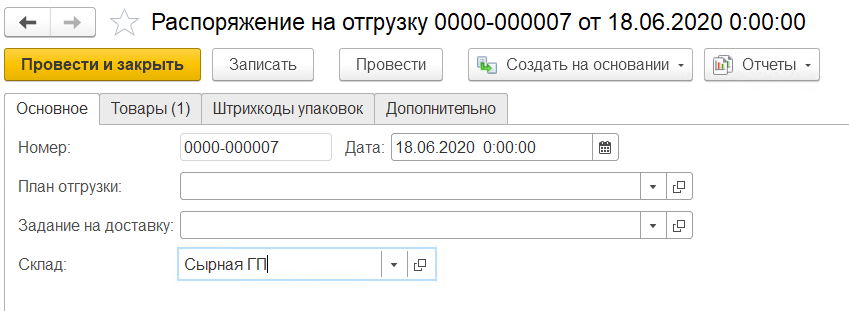 Распоряжение на отгрузку 0000-000007 от 18.06.2020 0:00:00
Провести и закрыть Записать Провести Создать на основании Отчеты
Основное Товары (1) Штрихкоды упаковок Дополнительно
Номер: 0000-000007 Дата: 18.06.2020 0:00:00
План отгрузки:
Задание на доставку:
Склад: Сырная ГП